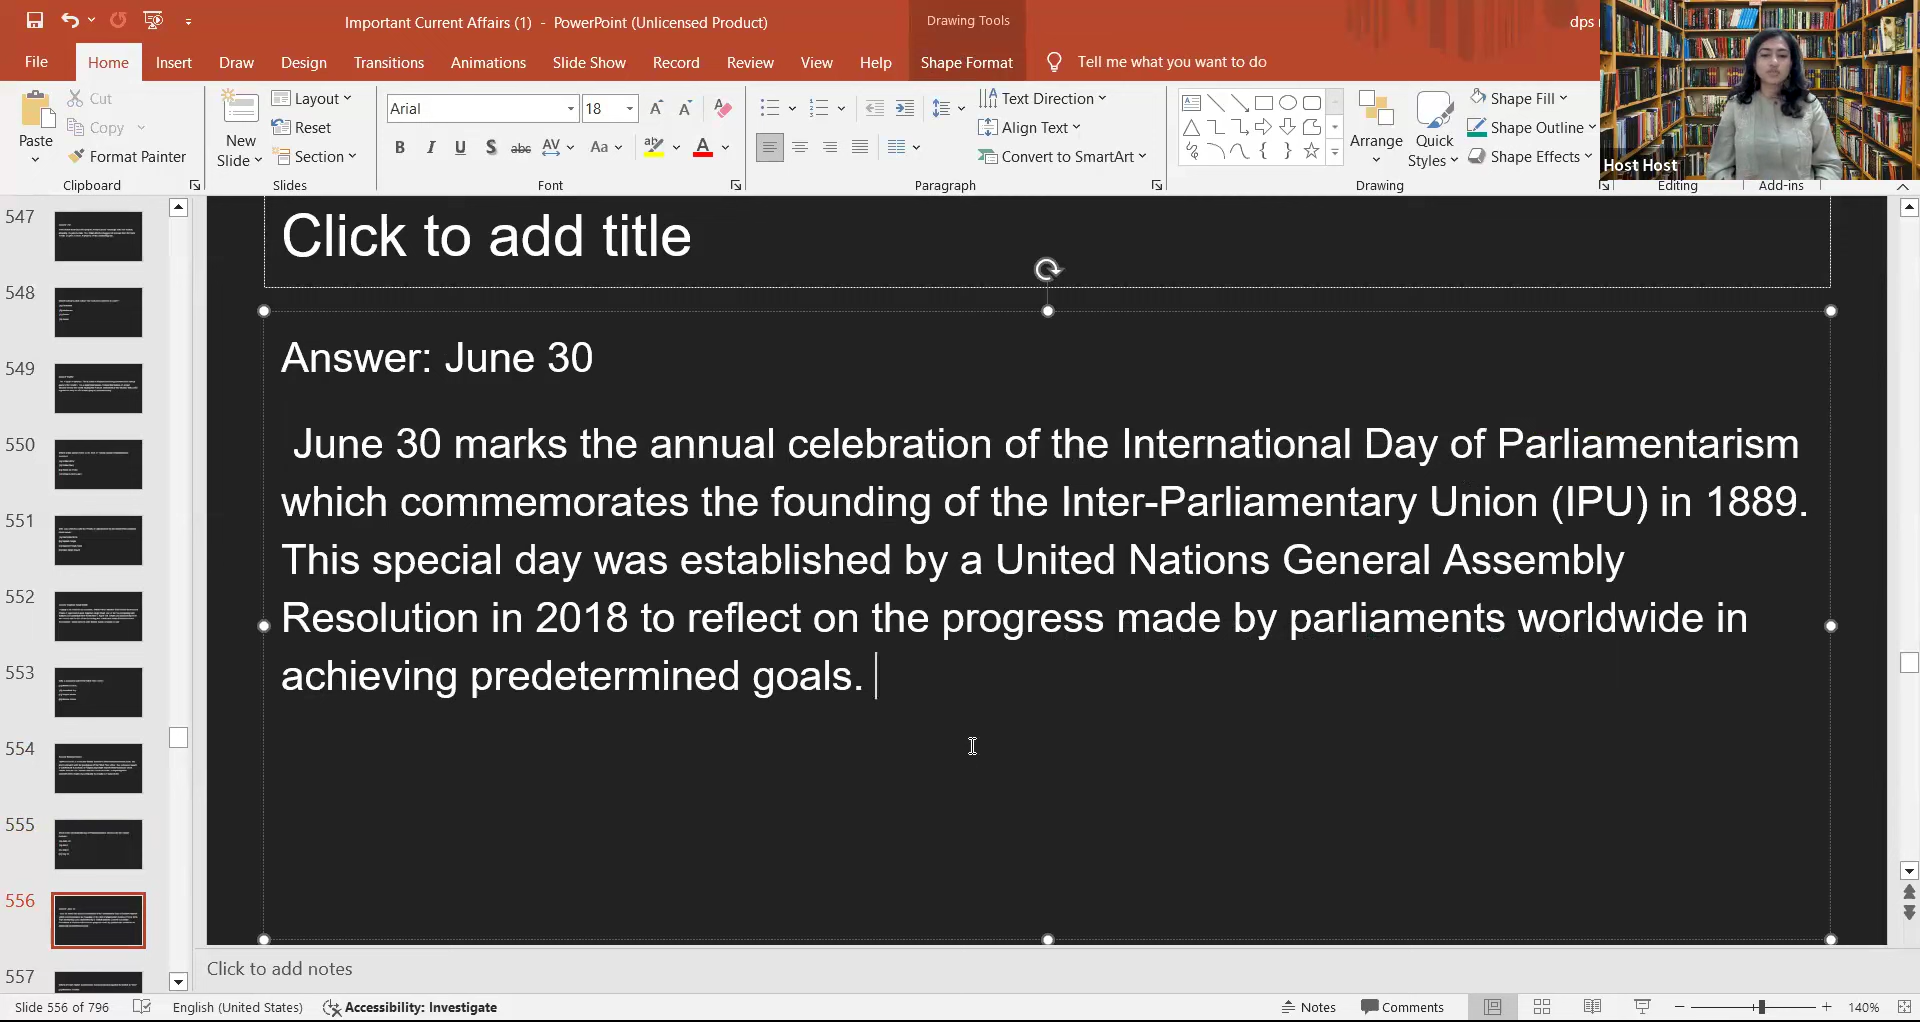 Important Current Affairs (1) - PowerPoint (Unlicensed Product)
Drawing Tools
dps
File
Home
Insert
Draw
Design
Transitions
Animations
Slide Show
Record
Review
View
Help
Shape Format
Tell me what you want to do
Paste
Cut
Copy
Format Painter
Clipboard
New
Slide
Layout
Reset
Section
Slides
Arial
18
B
I
U
S
abc
AV
Aa
A
Font
Text Direction
Align Text
Convert to SmartArt
Paragraph
Arrange
Quick
Styles
Shape Fill
Shape Outline
Shape Effects
Drawing
Editing
Add-ins
Host Host
547
548
549
550
551
552
553
554
555
556
557
Click to add title
Answer: June 30
June 30 marks the annual celebration of the International Day of Parliamentarism
which commemorates the founding of the Inter-Parliamentary Union (IPU) in 1889.
This special day was established by a United Nations General Assembly
Resolution in 2018 to reflect on the progress made by parliaments worldwide in
achieving predetermined goals.
Click to add notes
Slide 556 of 796
English (United States)
Accessibility: Investigate
Notes
Comments
140%